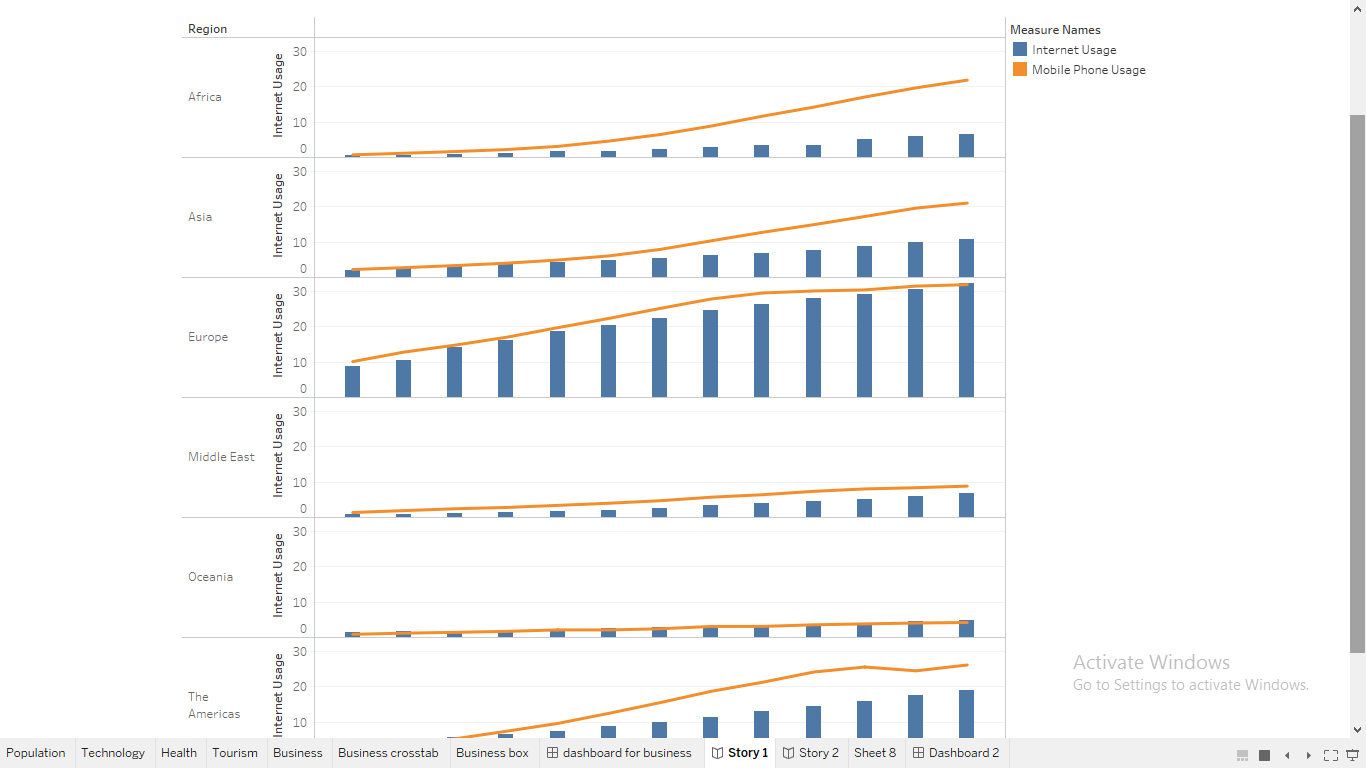 Region
Measure Names
Internet Usage
Mobile Phone Usage
Africa
Internet Usage
30
20
10
0
Asia
Internet Usage
30
20
10
0
Europe
Internet Usage
30
20
10
0
Middle East
Internet Usage
30
20
10
0
Oceania
Internet Usage
30
20
10
0
The
Americas
Internet Usage
30
20
10
Activate Windows
Go to Settings to activate Windows.
Population Technology Health Tourism Business Business crosstab Business box dashboard for business Story 1 Story 2 Sheet 8 Dashboard 2